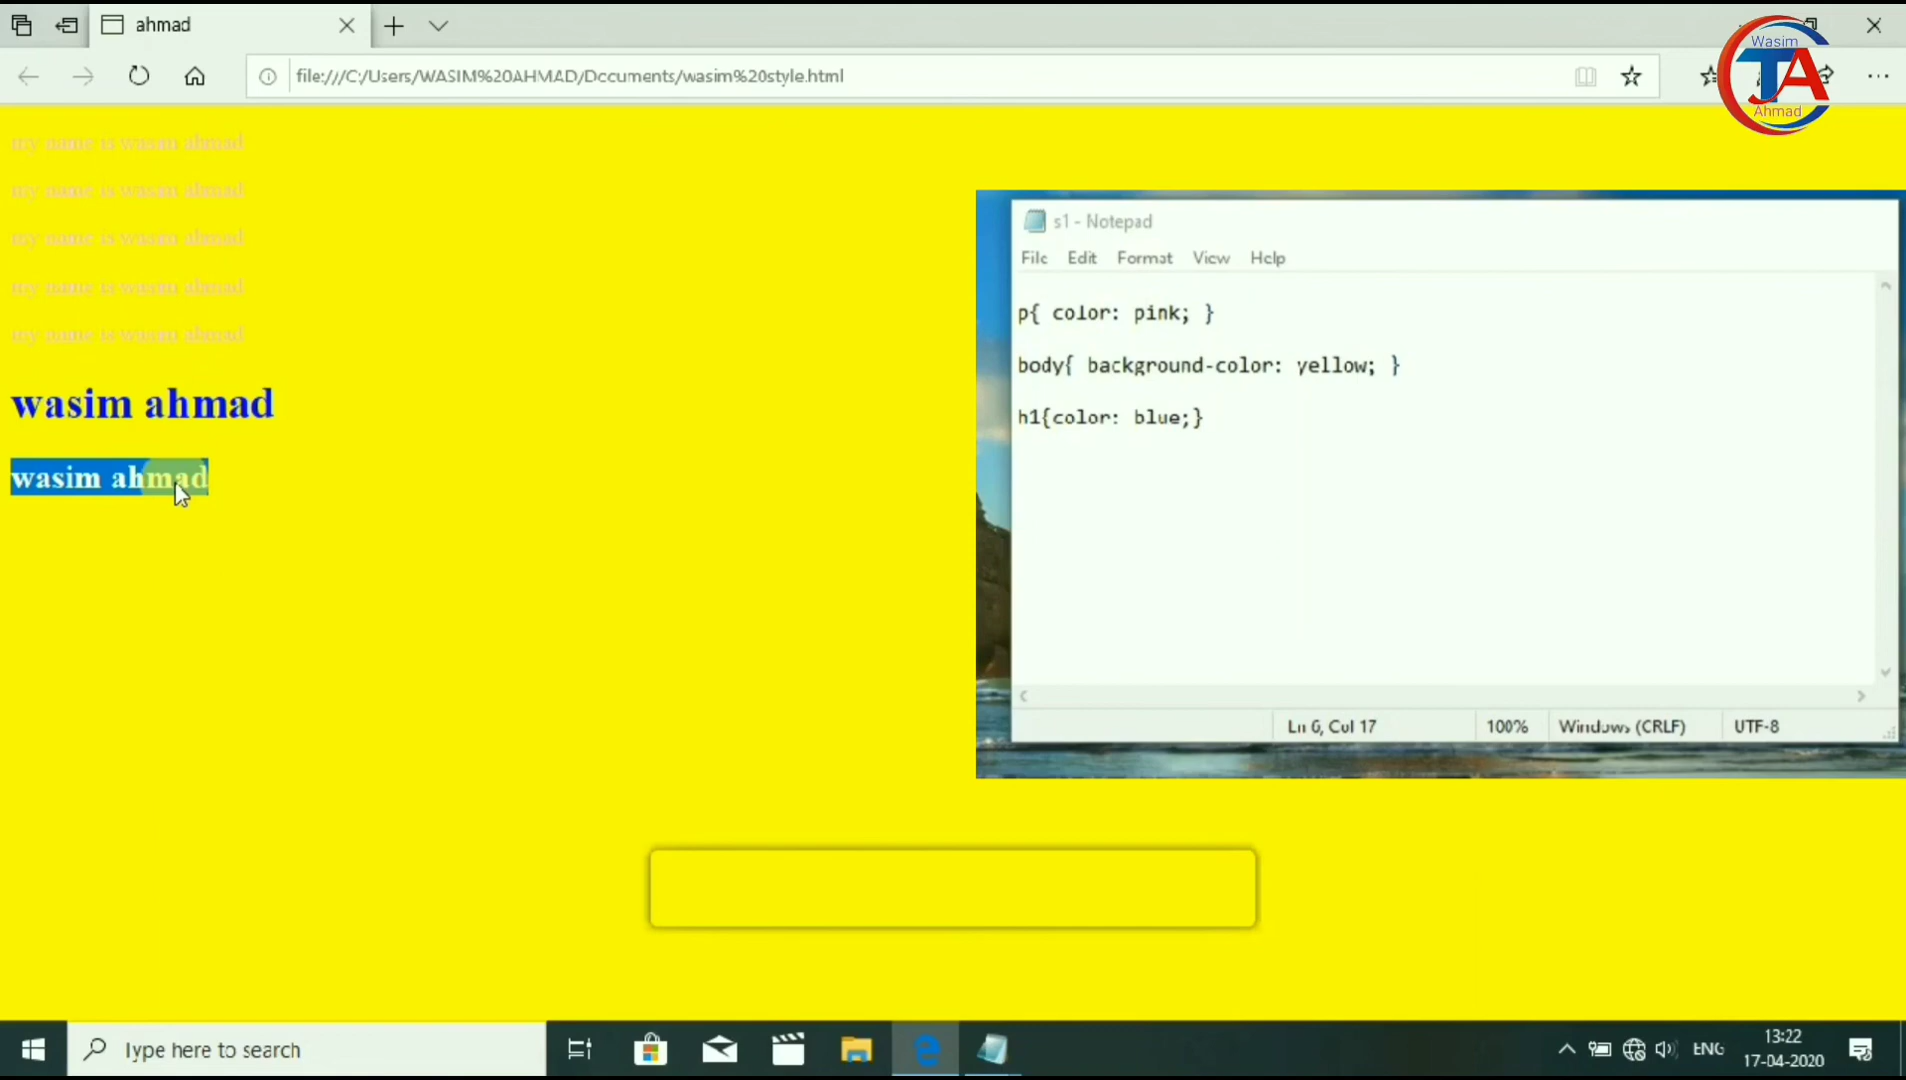 ahmad
file:///C:/Users/WASIM%20AHMAD/Documents/wasim%20style.html
Wasim
TA
Ahmad
my name is wasim ahmad
my name is wasim ahmad
my name is wasim ahmad
my name is wasim ahmad
my name is wasim ahmad
wasim ahmad
wasim ahmad
s1 - Notepad
File Edit Format View Help
p{ color: pink; }
body{ background-color: yellow; }
h1{color: blue;}
Ln 6, Col 17 100% Windows (CRLF) UTF-8
Type here to search
ENG
13:22
17-04-2020